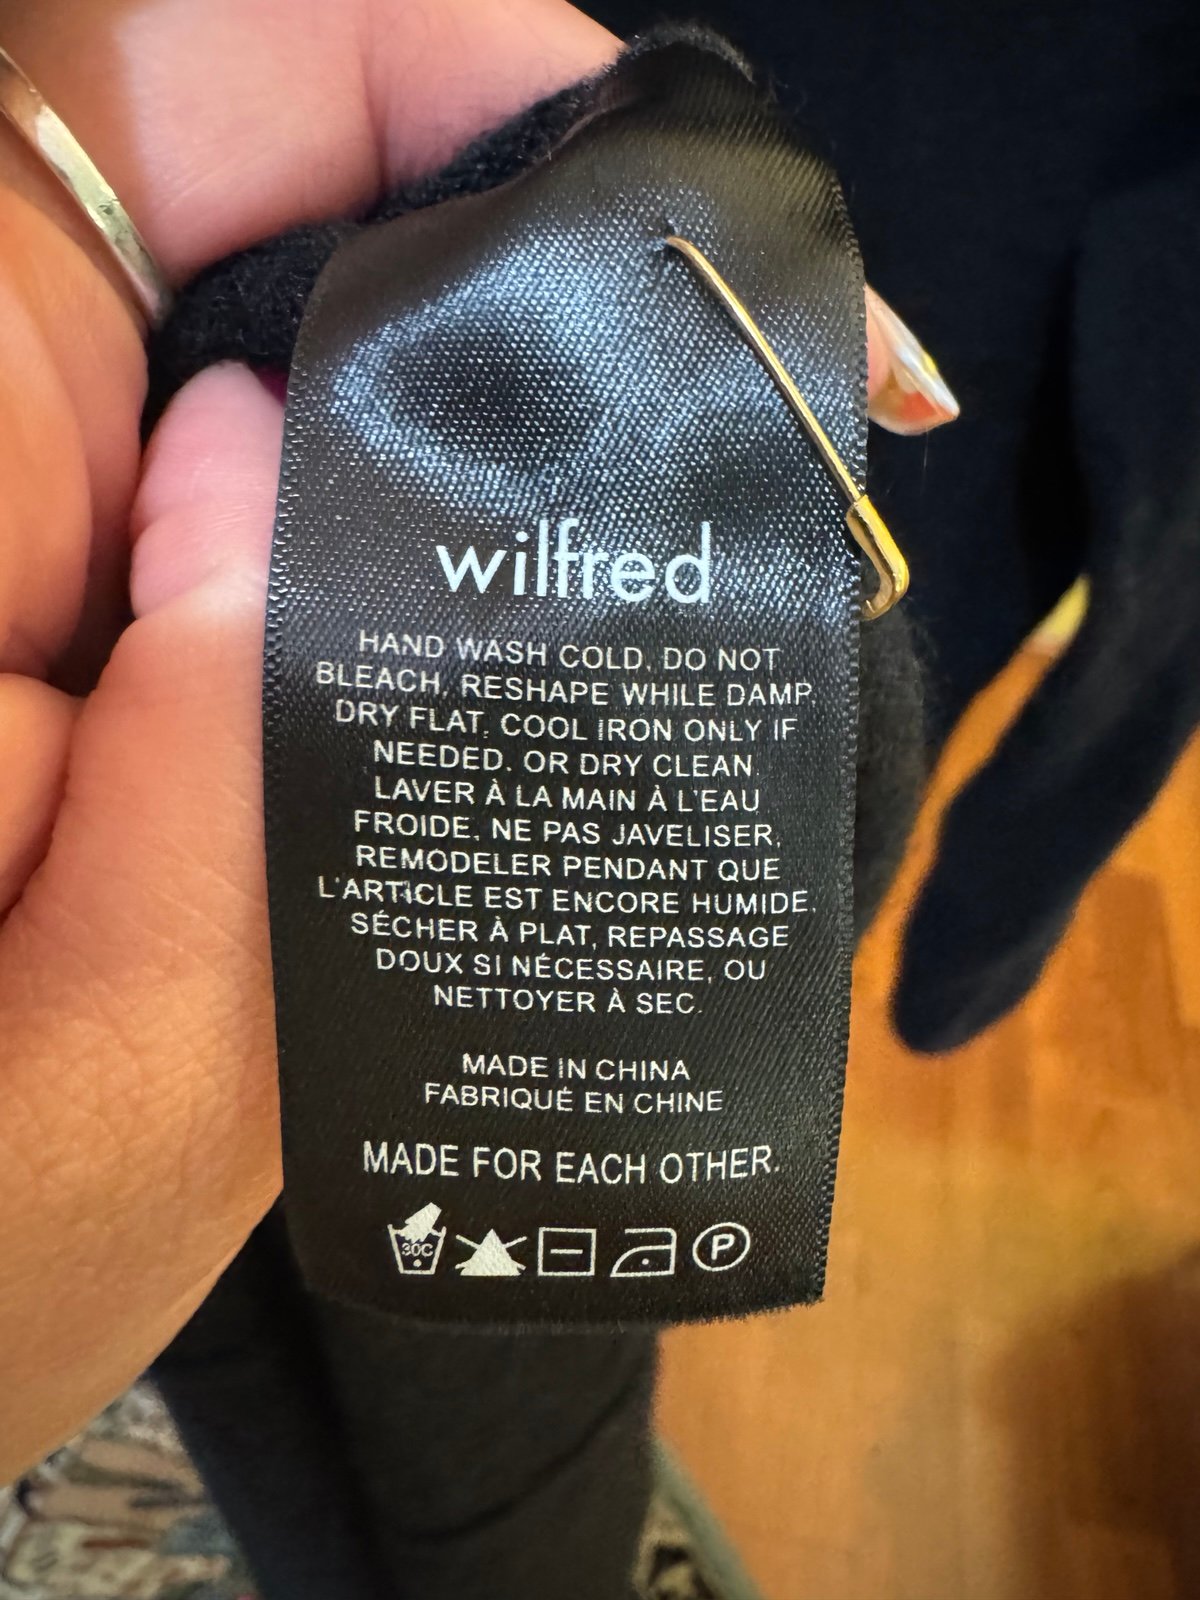 wilfred
HAND WASH COLD. DO NOT
BLEACH. RESHAPE WHILE DAMP.
DRY FLAT. COOL IRON ONLY IF
NEEDED. OR DRY CLEAN.
LAVER À LA MAIN À L'EAU
FROIDE. NE PAS JAVELISER,
REMODELER PENDANT QUE
L'ARTICLE EST ENCORE HUMIDE.
SÉCHER À PLAT, REPASSAGE
DOUX SI NÉCESSAIRE, OU
NETTOYER À SEC.
MADE IN CHINA
FABRIQUÉ EN CHINE
MADE FOR EACH OTHER.
30C P